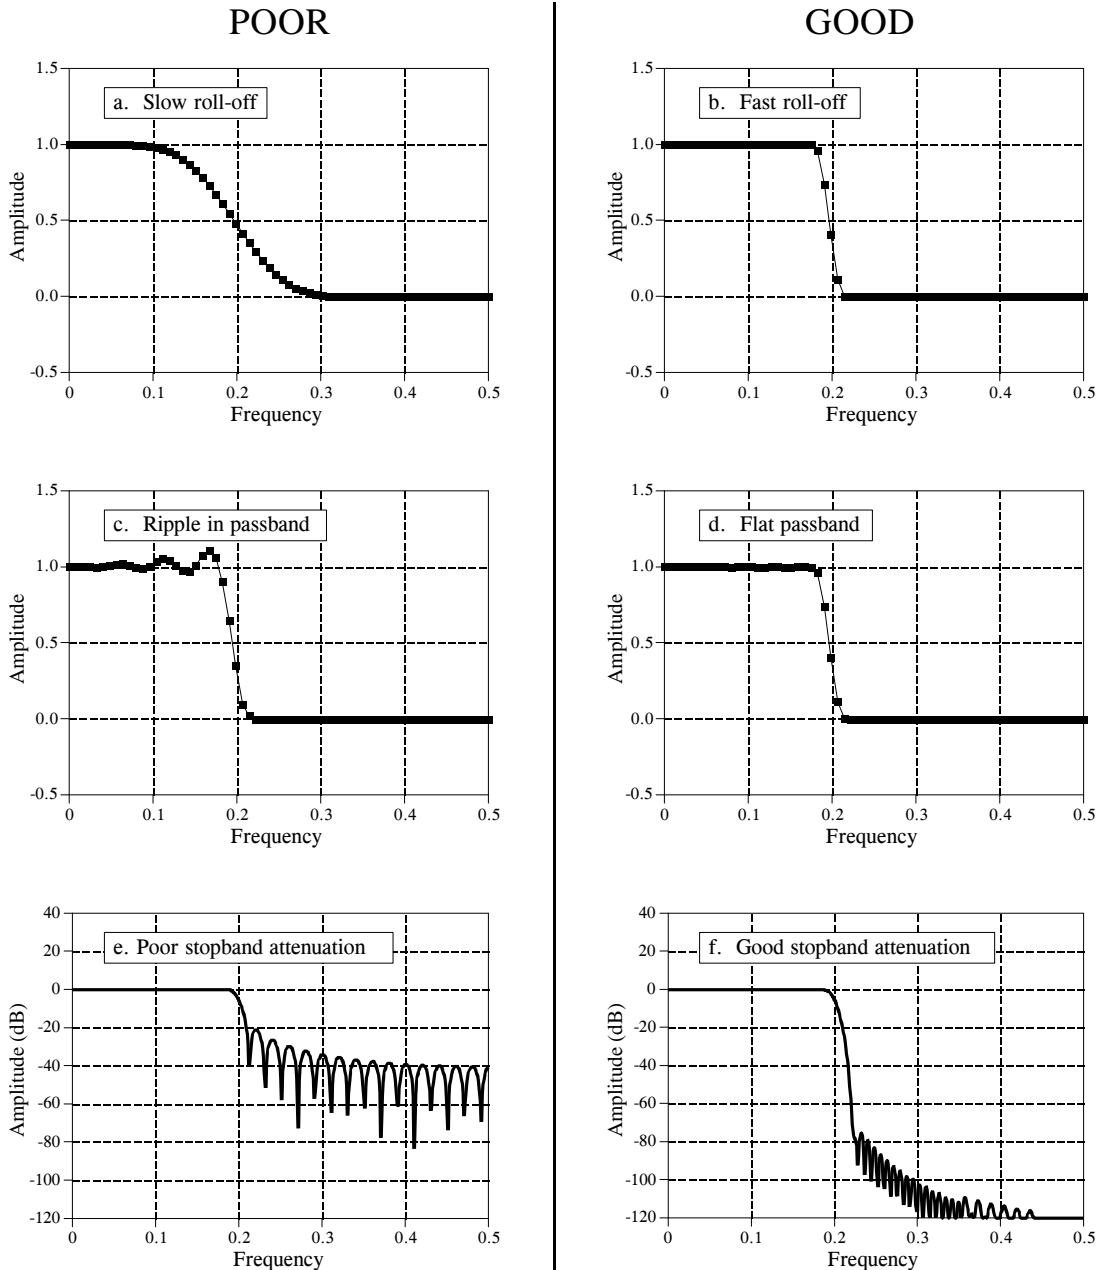 POOR
GOOD
a. Slow roll-off
1.5
1.0
0.5
0.0
-0.5
0 0.1 0.2 0.3 0.4 0.5
Frequency
Amplitude
b. Fast roll-off
1.5
1.0
0.5
0.0
-0.5
0 0.1 0.2 0.3 0.4 0.5
Frequency
Amplitude
c. Ripple in passband
1.5
1.0
0.5
0.0
-0.5
0 0.1 0.2 0.3 0.4 0.5
Frequency
Amplitude
d. Flat passband
1.5
1.0
0.5
0.0
-0.5
0 0.1 0.2 0.3 0.4 0.5
Frequency
Amplitude
e. Poor stopband attenuation
40
20
0
-20
-40
-60
-80
-100
-120
0 0.1 0.2 0.3 0.4 0.5
Frequency
Amplitude (dB)
f. Good stopband attenuation
40
20
0
-20
-40
-60
-80
-100
-120
0 0.1 0.2 0.3 0.4 0.5
Frequency
Amplitude (dB)